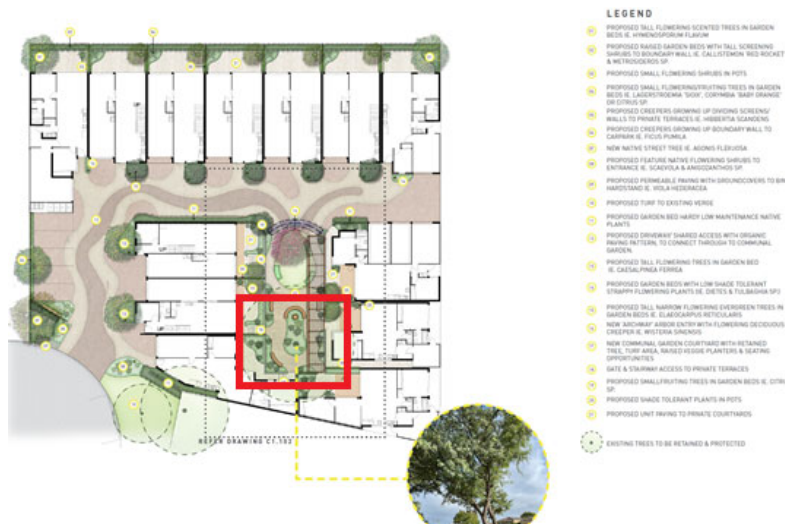 LEGEND
PROPOSED TALL FLOWERING SCENTED TREES IN GARDEN
BEDS IE. HYMENOSPORUM FLAVUM
PROPOSED RAISED GARDEN BEDS WITH TALL SCREENING
SHRUBS TO BOUNDARY WALL IE. CALLISTEMON 'RED ROCKET'
& METROSIDEROS SP.
PROPOSED SMALL FLOWERING SHRUBS IN POTS
PROPOSED SMALL FLOWERING/FRUITING TREES IN GARDEN
BEDS IE. LAGERSTROEMIA 'SIOUX', CORYMBIA 'BABY ORANGE'
OR CITRUS SP.
PROPOSED CREEPERS GROWING UP DIVIDING SCREENS/
WALLS TO PRIVATE TERRACES IE. HIBBERTIA SCANDENS
PROPOSED CREEPERS GROWING UP BOUNDARY WALL TO
CARPARK IE. FICUS PUMILA
NEW NATIVE STREET TREE IE. AGONIS FLEXUOSA
PROPOSED FEATURE NATIVE FLOWERING SHRUBS TO
ENTRANCE IE. SCAEVOLA & ANIGOZANTHOS SP.
PROPOSED PERMEABLE PAVING WITH GROUNDCOVERS TO BIN
HARDSTAND IE. VIOLA HEDERACEA
PROPOSED TURF TO EXISTING VERGE
PROPOSED GARDEN BED HARDY LOW MAINTENANCE NATIVE
PLANTS
PROPOSED DRIVEWAY SHARED ACCESS WITH ORGANIC
PAVING PATTERN, TO CONNECT THROUGH TO COMMUNAL
GARDEN.
PROPOSED TALL FLOWERING TREES IN GARDEN BED
IE. CAESALPINEA FERREA
PROPOSED GARDEN BEDS WITH LOW SHADE TOLERANT
STRAPPY FLOWERING PLANTS (IE. DIETES & TULBAGHIA SP.)
PROPOSED TALL NARROW FLOWERING EVERGREEN TREES IN
GARDEN BEDS IE. ELAEOCARPUS RETICULARIS
NEW 'ARCHWAY' ARBOR ENTRY WITH FLOWERING DECIDUOUS
CREEPER IE. WISTERIA SINENSIS
NEW COMMUNAL GARDEN COURTYARD WITH RETAINED
TREE, TURF AREA, RAISED VEGGIE PLANTERS & SEATING
OPPORTUNITIES
GATE & STAIRWAY ACCESS TO PRIVATE TERRACES
PROPOSED SMALL FRUITING TREES IN GARDEN BEDS IE. CITRUS
SP.
PROPOSED SHADE TOLERANT PLANTS IN POTS
PROPOSED UNIT PAVING TO PRIVATE COURTYARDS
EXISTING TREES TO BE RETAINED & PROTECTED
REFER DRAWING C1.102